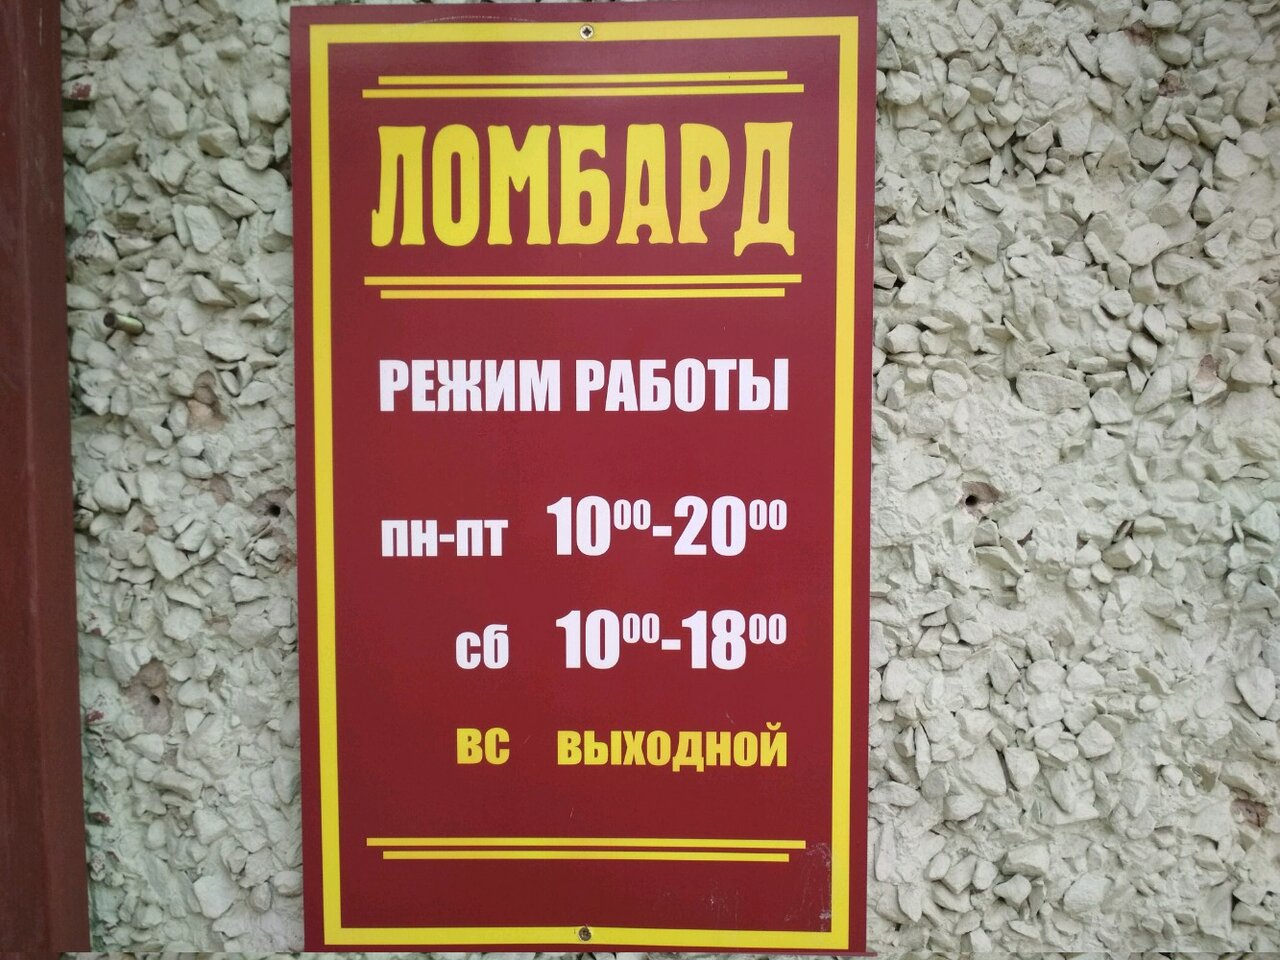 ЛОМБАРД
РЕЖИМ РАБОТЫ
пн-пт 10⁰⁰-20⁰⁰
сб 10⁰⁰-18⁰⁰
вс выходной